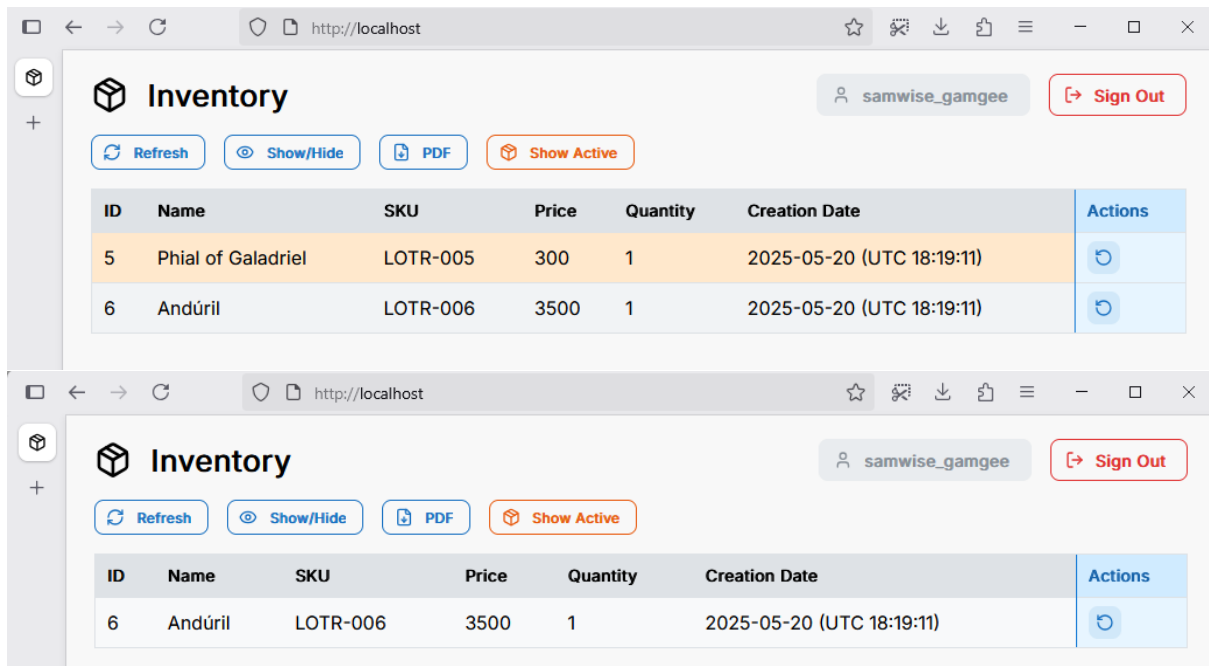 http://localhost
Inventory
samwise_gamgee
Sign Out
Refresh
Show/Hide
PDF
Show Active
ID Name SKU Price Quantity Creation Date Actions
5 Phial of Galadriel LOTR-005 300 1 2025-05-20 (UTC 18:19:11)
6 Andúril LOTR-006 3500 1 2025-05-20 (UTC 18:19:11)
http://localhost
Inventory
samwise_gamgee
Sign Out
Refresh
Show/Hide
PDF
Show Active
ID Name SKU Price Quantity Creation Date Actions
6 Andúril LOTR-006 3500 1 2025-05-20 (UTC 18:19:11)